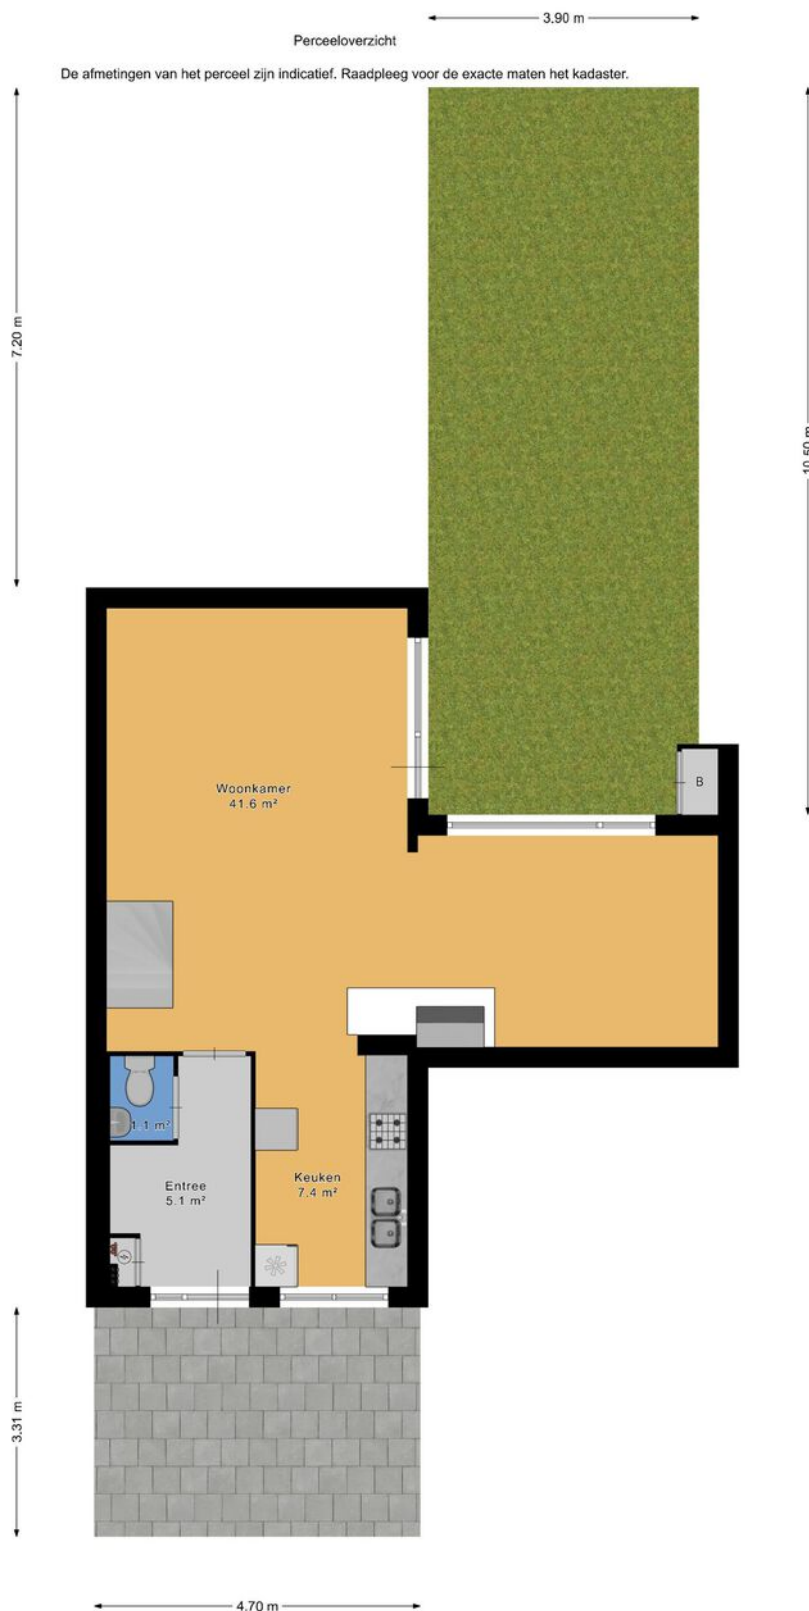 3.90 m
Perceeloverzicht
De afmetingen van het perceel zijn indicatief. Raadpleeg voor de exacte maten het kadaster.
7.20 m
10.50 m
Woonkamer
41.6 m²
B
1.1 m²
Entree
5.1 m²
Keuken
7.4 m²
3.31 m
4.70 m